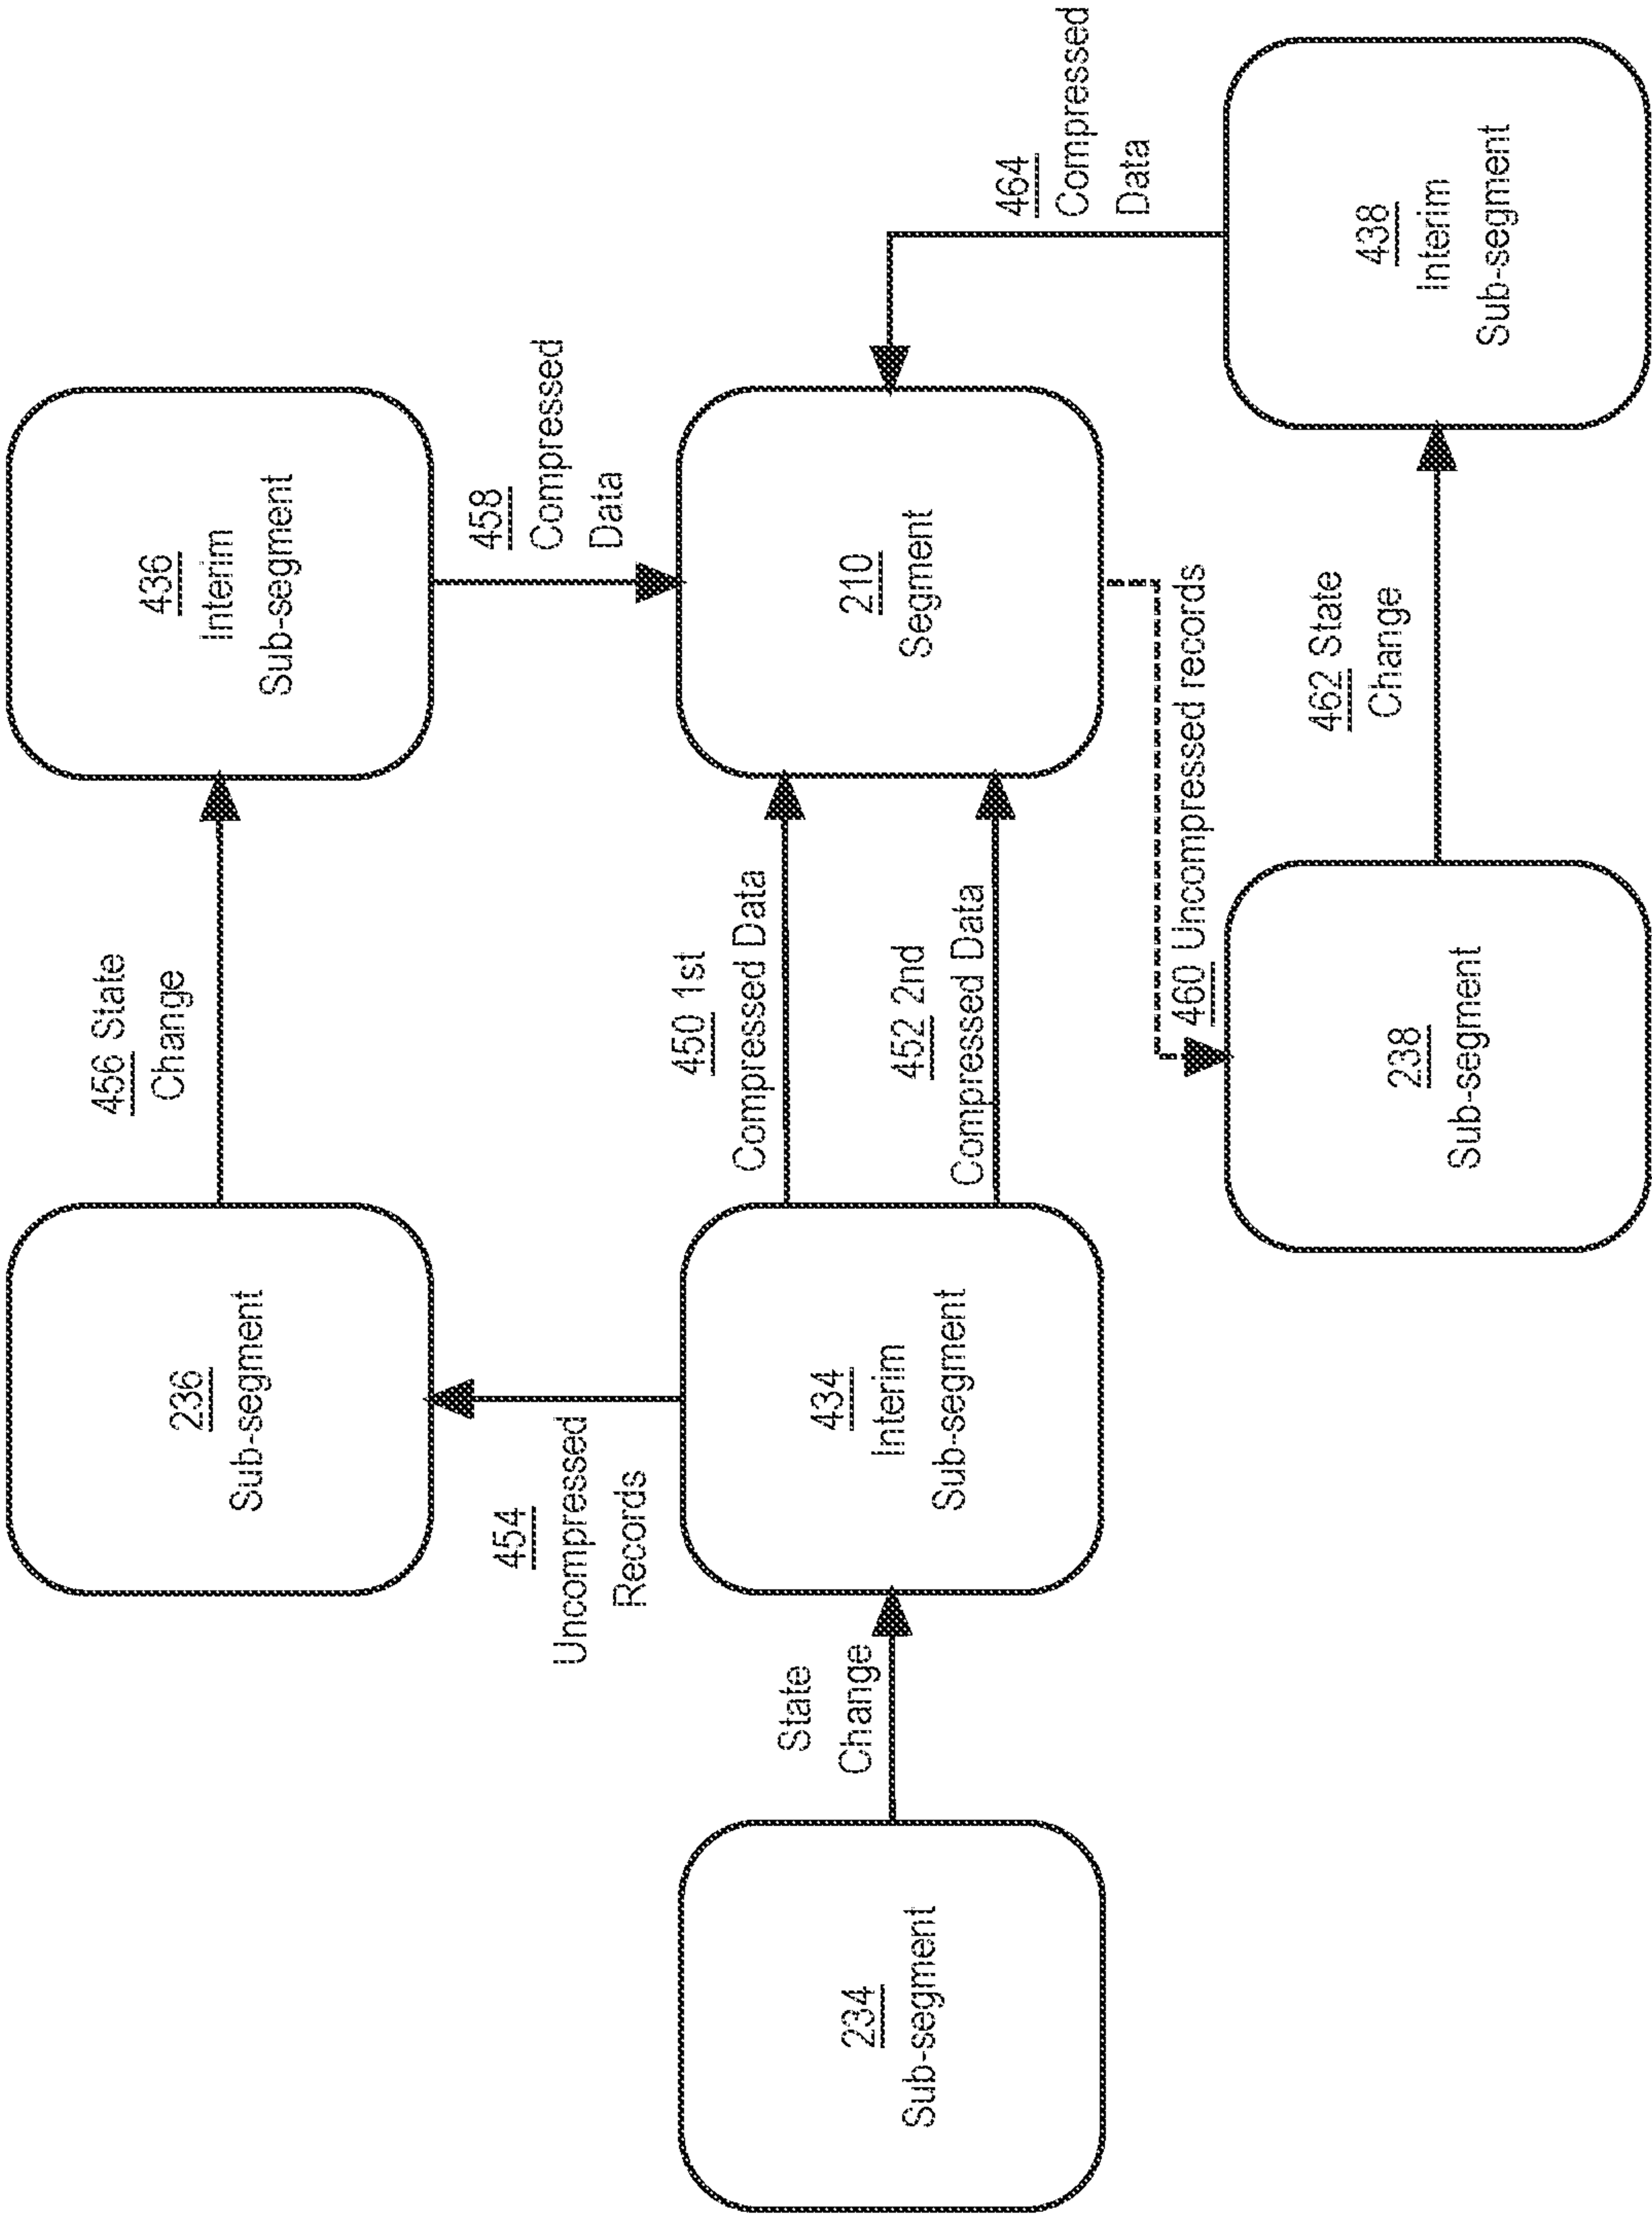 236
Sub-segment
456 State
Change
436
Interim
Sub-segment
454
Uncompressed
Records
458
Compressed
Data
234
Sub-segment
State
Change
434
Interim
Sub-segment
450 1st
Compressed Data
452 2nd
Compressed Data
210
Segment
464
Compressed
Data
460 Uncompressed records
238
Sub-segment
462 State
Change
438
Interim
Sub-segment